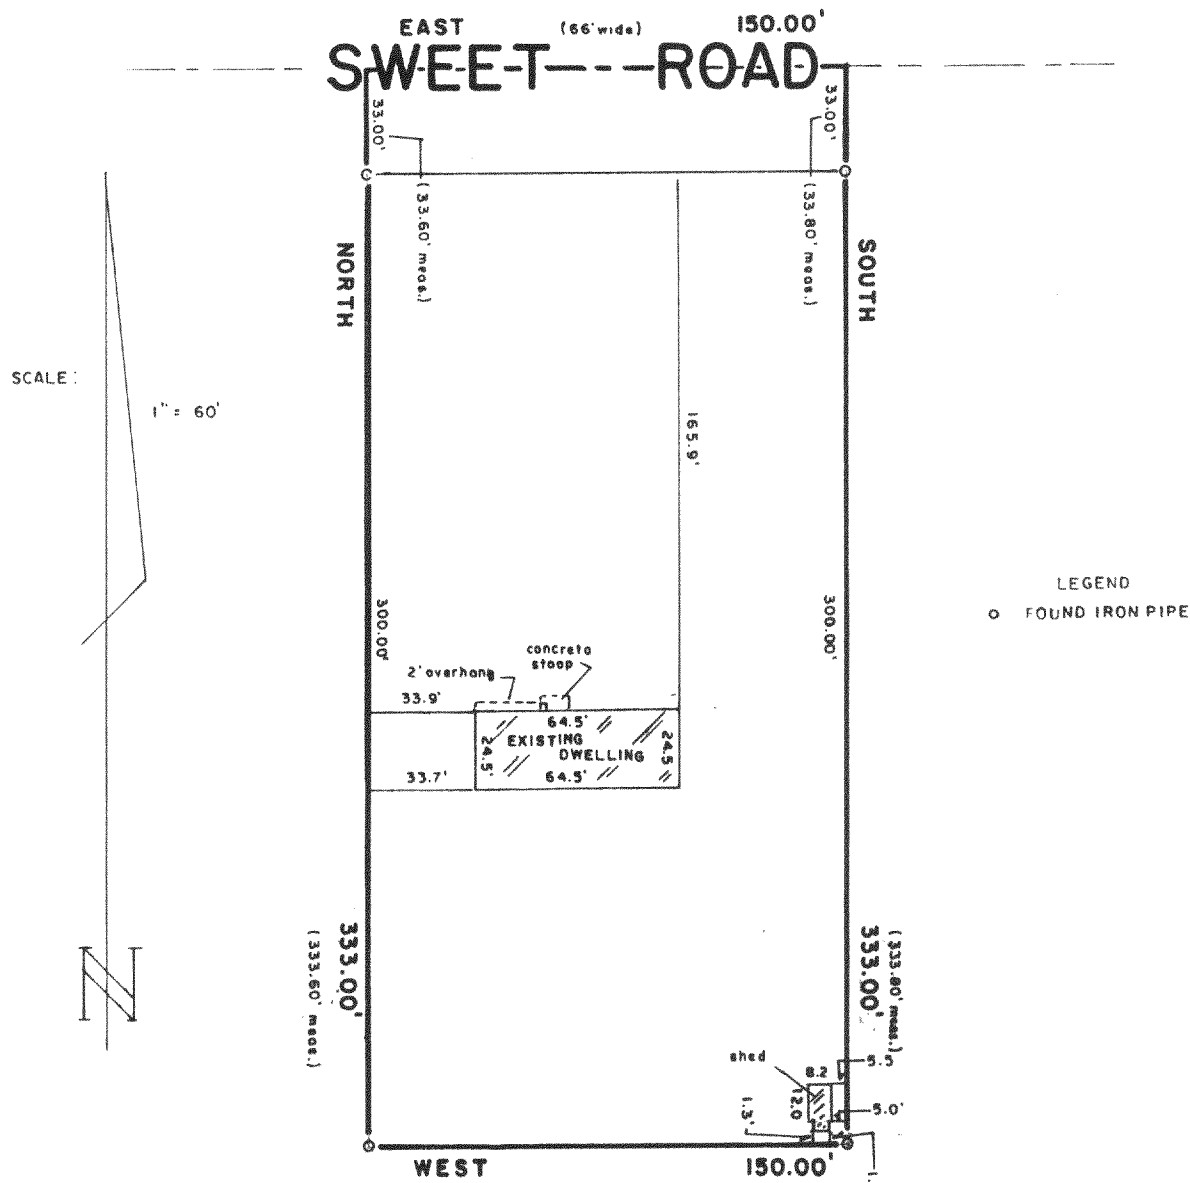 EAST (66' wide) 150.00'
SWEET ROAD
33.00'
33.00'
(33.60' meas.)
(33.80' meas.)
NORTH
SOUTH
SCALE:
1" = 60'
165.9'
LEGEND
o FOUND IRON PIPE
300.00'
300.00'
concrete
stoop
2' overhang
33.9'
64.5'
EXISTING
DWELLING
24.5'
24.5'
33.7'
64.5'
333.00'
(333.60' meas.)
333.00'
(333.80' meas.)
N
shed
8.2
5.5
12.0
5.0'
1.3'
WEST 150.00'